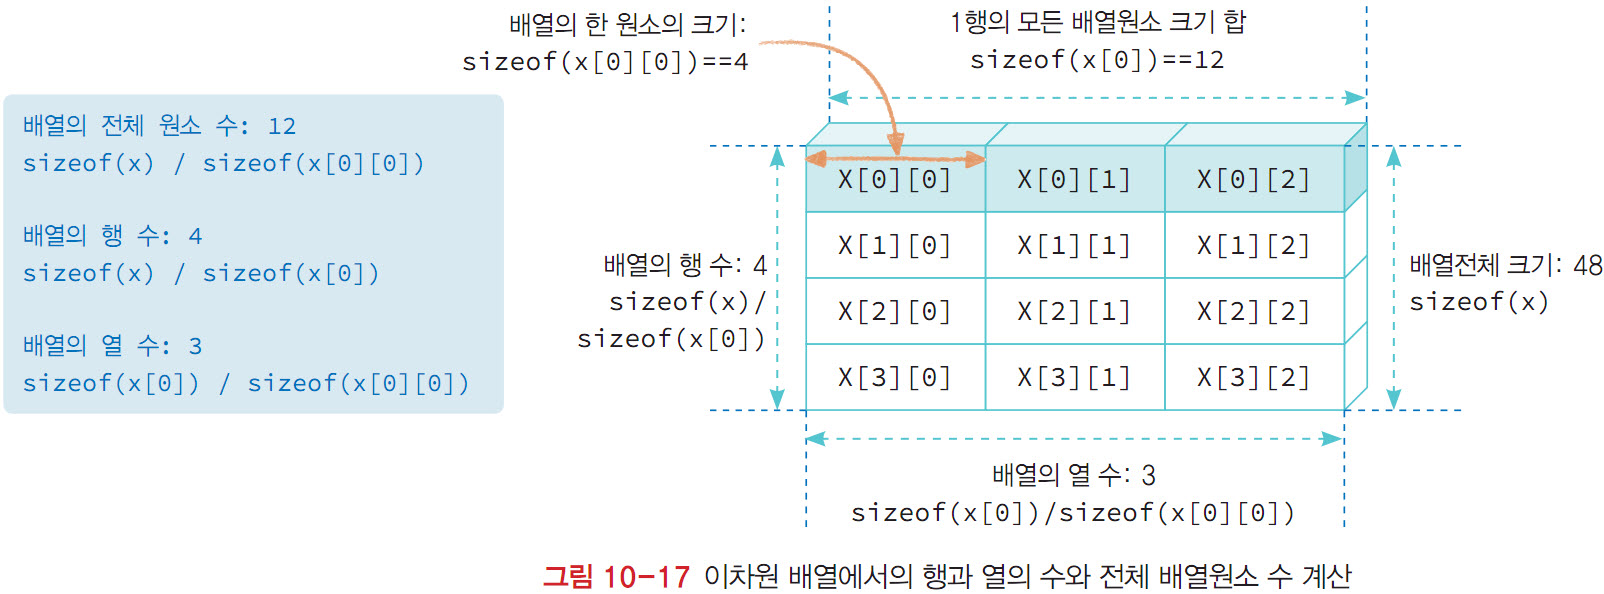 배열의 한 원소의 크기:
sizeof(x[0][0])==4
1행의 모든 배열원소 크기 합
sizeof(x[0])==12
배열의 전체 원소 수: 12
sizeof(x) / sizeof(x[0][0])
배열의 행 수: 4
sizeof(x) / sizeof(x[0])
배열의 열 수: 3
sizeof(x[0]) / sizeof(x[0][0])
배열의 행 수: 4
sizeof(x)/
sizeof(x[0])
X[0][0] X[0][1] X[0][2]
X[1][0] X[1][1] X[1][2]
X[2][0] X[2][1] X[2][2]
X[3][0] X[3][1] X[3][2]
배열전체 크기: 48
sizeof(x)
배열의 열 수: 3
sizeof(x[0])/sizeof(x[0][0])
그림 10-17 이차원 배열에서의 행과 열의 수와 전체 배열원소 수 계산